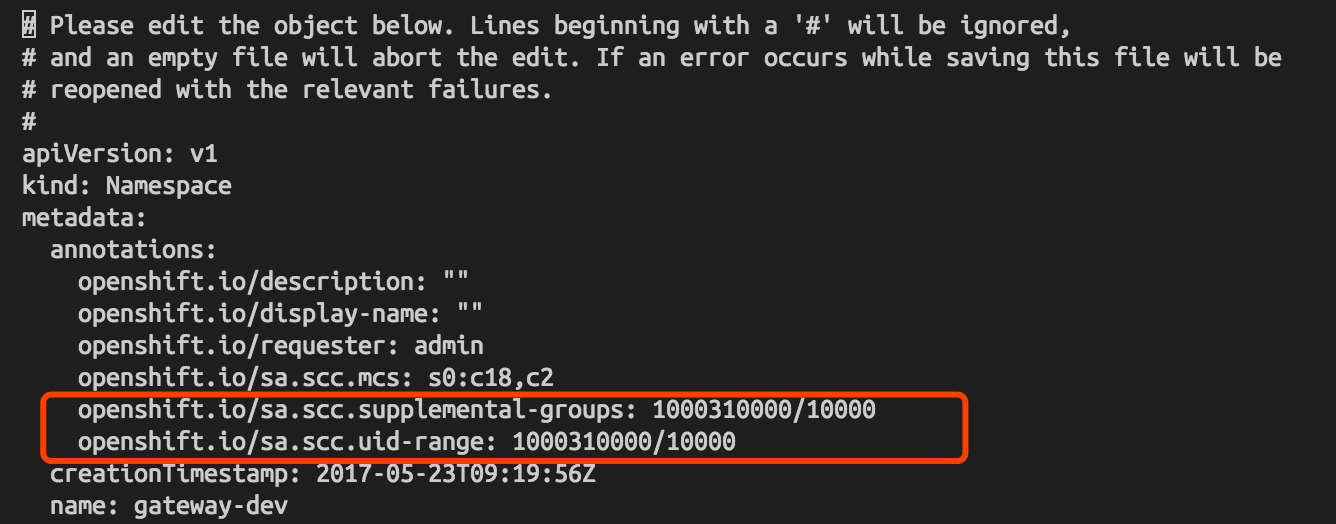 # Please edit the object below. Lines beginning with a '#' will be ignored,
# and an empty file will abort the edit. If an error occurs while saving this file will be
# reopened with the relevant failures.
#
apiVersion: v1
kind: Namespace
metadata:
  annotations:
    openshift.io/description: ""
    openshift.io/display-name: ""
    openshift.io/requester: admin
    openshift.io/sa.scc.mcs: s0:c18,c2
    openshift.io/sa.scc.supplemental-groups: 1000310000/10000
    openshift.io/sa.scc.uid-range: 1000310000/10000
  creationTimestamp: 2017-05-23T09:19:56Z
  name: gateway-dev